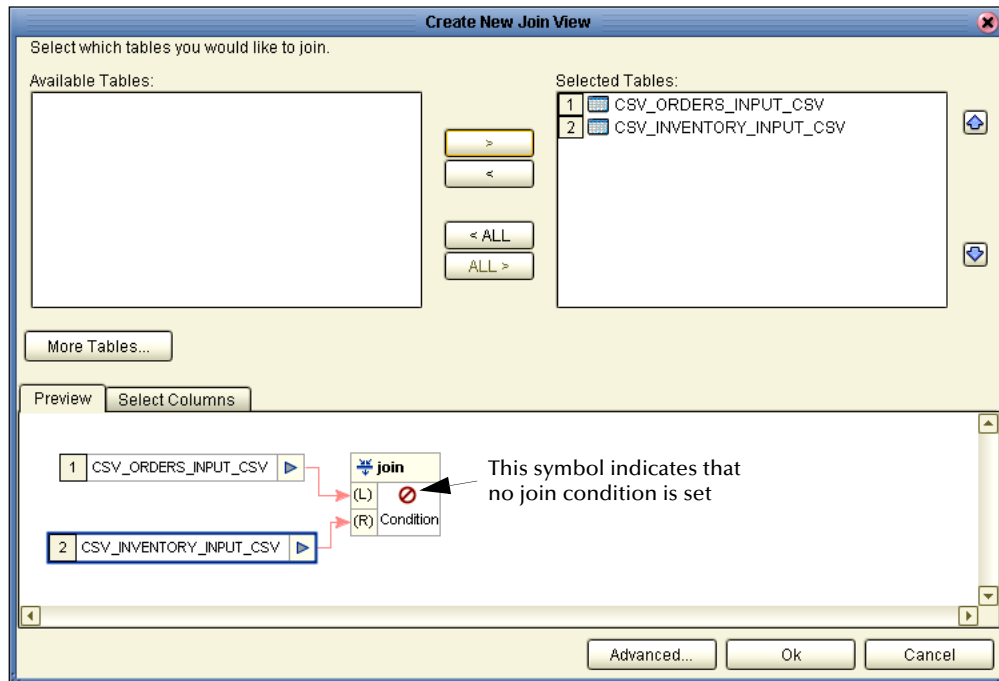 Create New Join View
Select which tables you would like to join.
Available Tables:
Selected Tables:
1 CSV_ORDERS_INPUT_CSV
2 CSV_INVENTORY_INPUT_CSV
>
<
< ALL
ALL >
More Tables...
Preview
Select Columns
1 CSV_ORDERS_INPUT_CSV
join
(L)
(R) Condition
This symbol indicates that
no join condition is set
2 CSV_INVENTORY_INPUT_CSV
Advanced...
Ok
Cancel